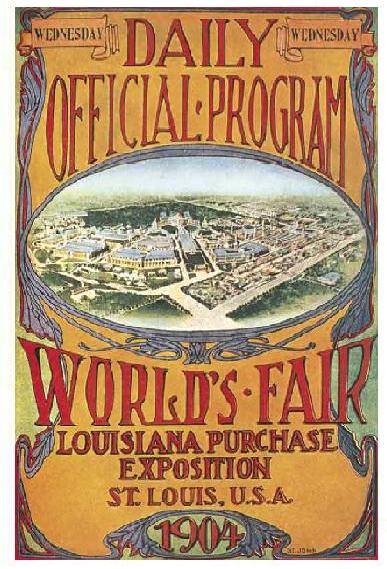 WEDNESDAY
WEDNESDAY
DAILY
OFFICIAL·PROGRAM
WORLD'S·FAIR
LOUISIANA PURCHASE
EXPOSITION
ST. LOUIS, U.S.A.
1904